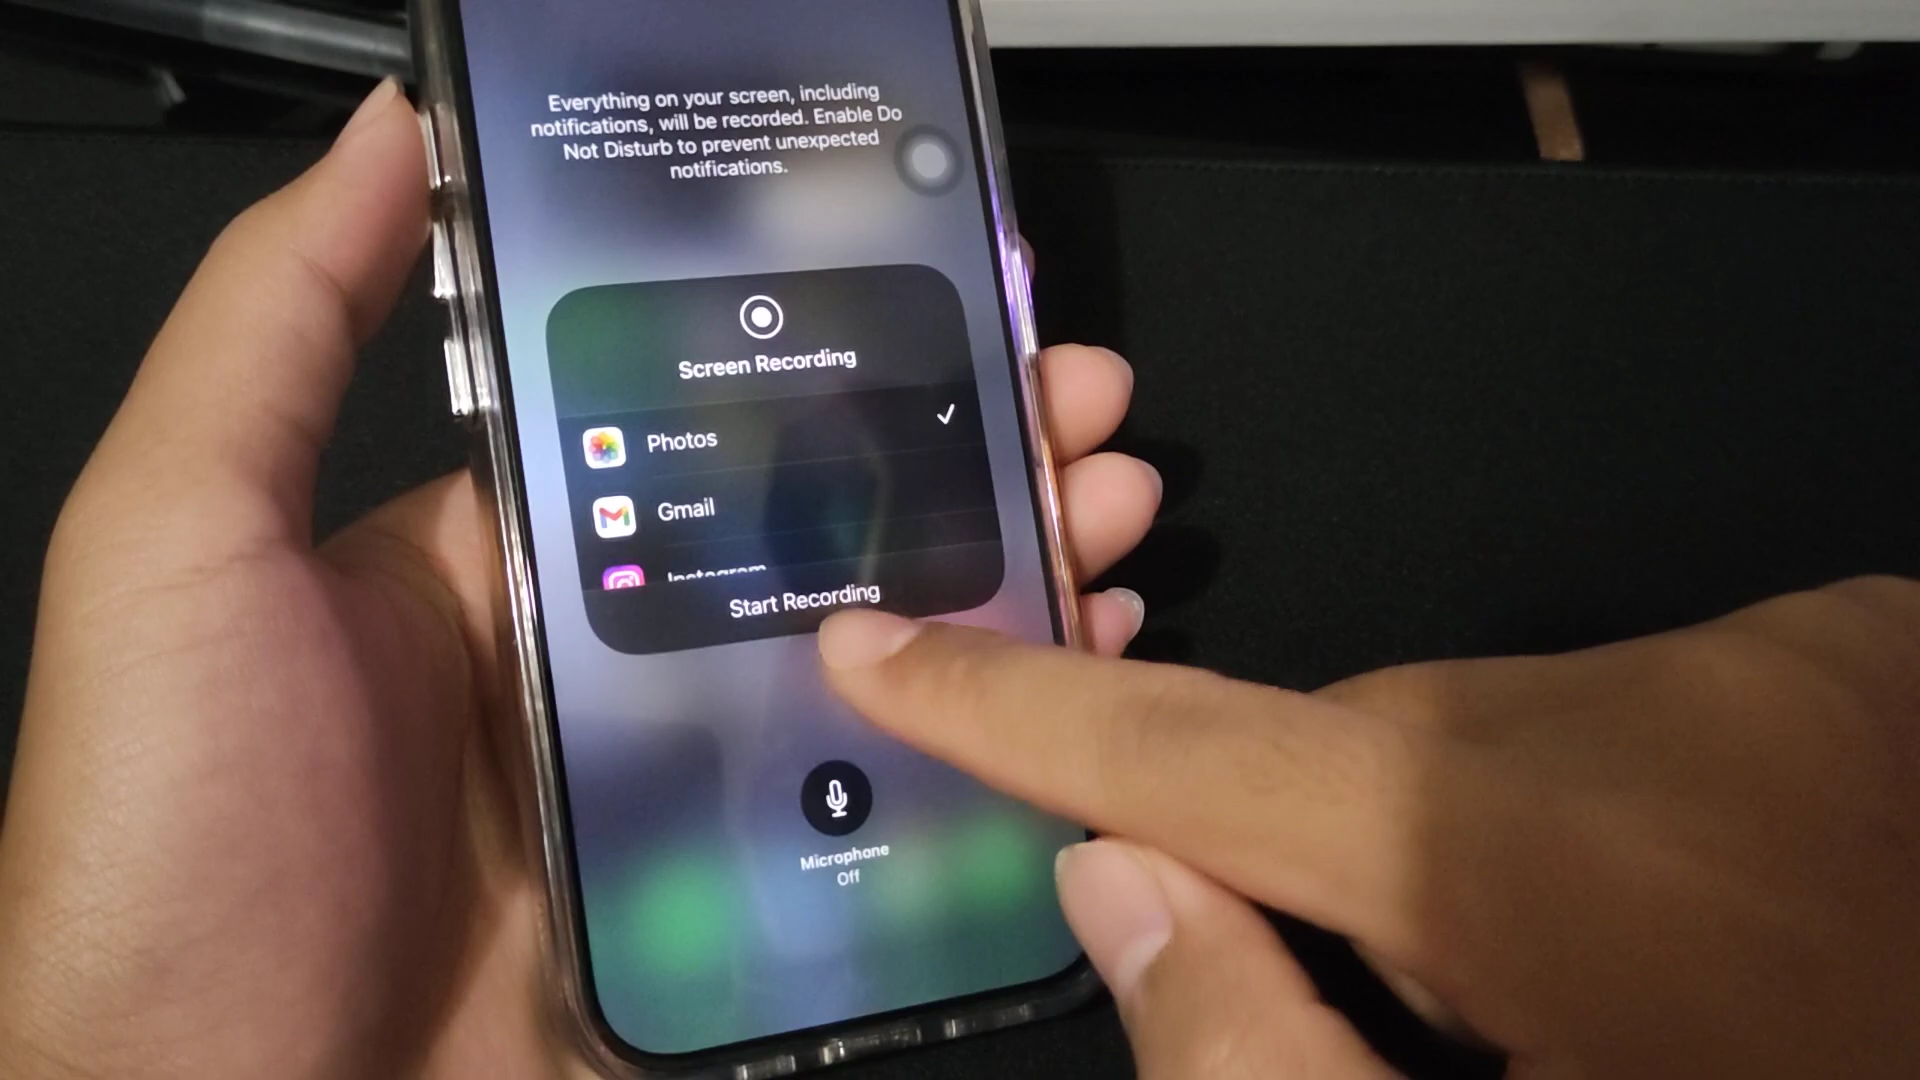 Everything on your screen, including
notifications, will be recorded. Enable Do
Not Disturb to prevent unexpected
notifications.
Screen Recording
Photos
Gmail
Instagram
Start Recording
Microphone
Off